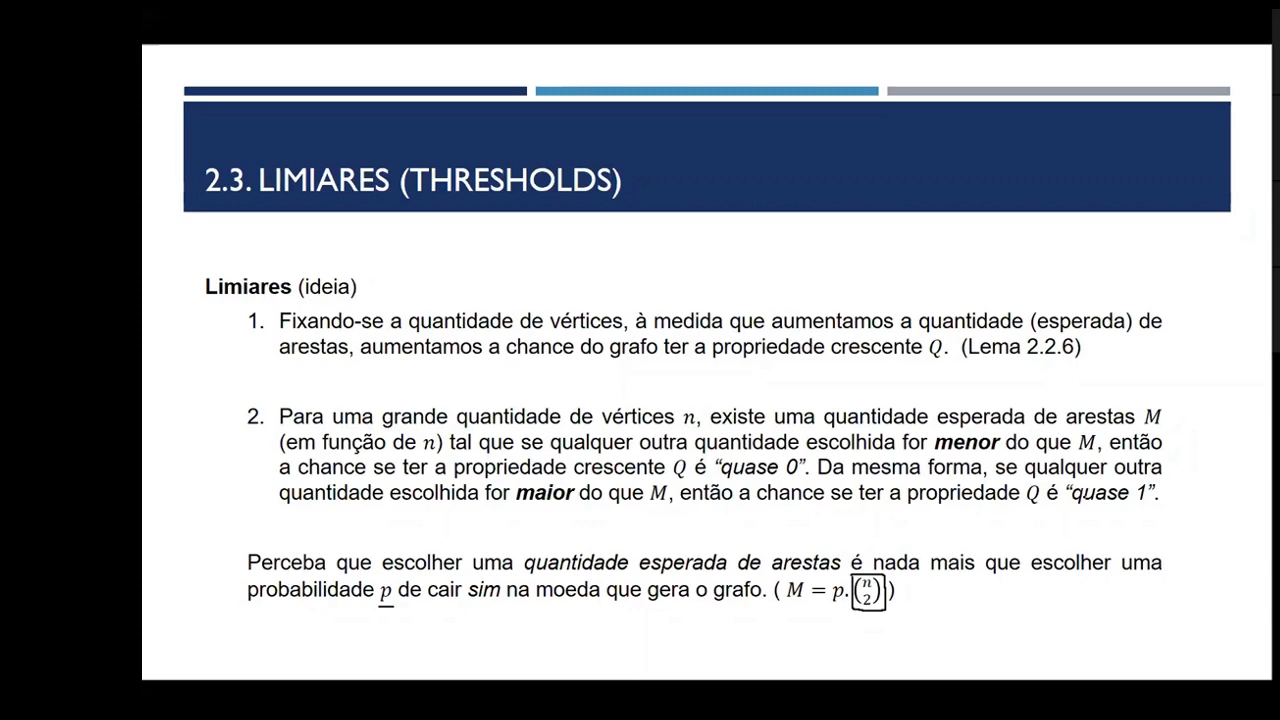 2.3. LIMIARES (THRESHOLDS)
Limiares (ideia)
1. Fixando-se a quantidade de vértices, à medida que aumentamos a quantidade (esperada) de
arestas, aumentamos a chance do grafo ter a propriedade crescente Q. (Lema 2.2.6)
2. Para uma grande quantidade de vértices n, existe uma quantidade esperada de arestas M
(em função de n) tal que se qualquer outra quantidade escolhida for menor do que M, então
a chance se ter a propriedade crescente Q é “quase 0”. Da mesma forma, se qualquer outra
quantidade escolhida for maior do que M, então a chance se ter a propriedade Q é “quase 1”.
Perceba que escolher uma quantidade esperada de arestas é nada mais que escolher uma
probabilidade p de cair sim na moeda que gera o grafo. ( M = p.(n 2) )